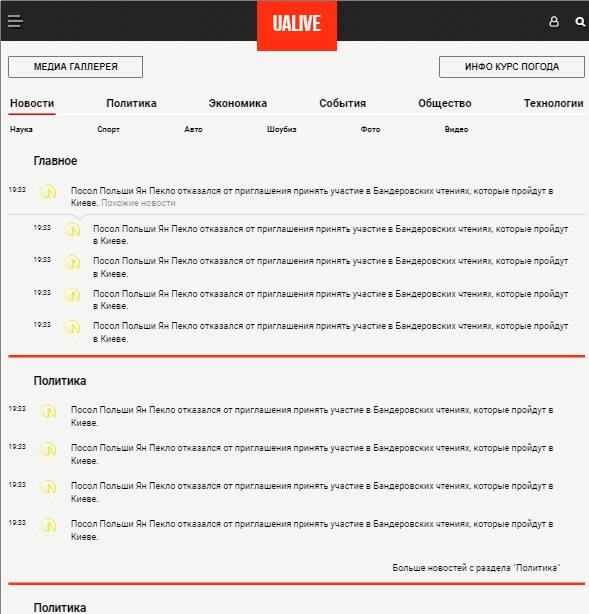 UALIVE
МЕДИА ГАЛЛЕРЕЯ
ИНФО КУРС ПОГОДА
Новости Политика Экономика События Общество Технологии
Наука Спорт Авто Шоубиз Фото Видео
Главное
19:33 Посол Польши Ян Пекло отказался от приглашения принять участие в Бандеровских чтениях, которые пройдут в
Киеве. Похожие новости
19:33 Посол Польши Ян Пекло отказался от приглашения принять участие в Бандеровских чтениях, которые пройдут
в Киеве.
19:33 Посол Польши Ян Пекло отказался от приглашения принять участие в Бандеровских чтениях, которые пройдут
в Киеве.
19:33 Посол Польши Ян Пекло отказался от приглашения принять участие в Бандеровских чтениях, которые пройдут
в Киеве.
19:33 Посол Польши Ян Пекло отказался от приглашения принять участие в Бандеровских чтениях, которые пройдут
в Киеве.
Политика
19:33 Посол Польши Ян Пекло отказался от приглашения принять участие в Бандеровских чтениях, которые пройдут в
Киеве.
19:33 Посол Польши Ян Пекло отказался от приглашения принять участие в Бандеровских чтениях, которые пройдут в
Киеве.
19:33 Посол Польши Ян Пекло отказался от приглашения принять участие в Бандеровских чтениях, которые пройдут в
Киеве.
19:33 Посол Польши Ян Пекло отказался от приглашения принять участие в Бандеровских чтениях, которые пройдут в
Киеве.
Больше новостей с раздела "Политика"
Политика